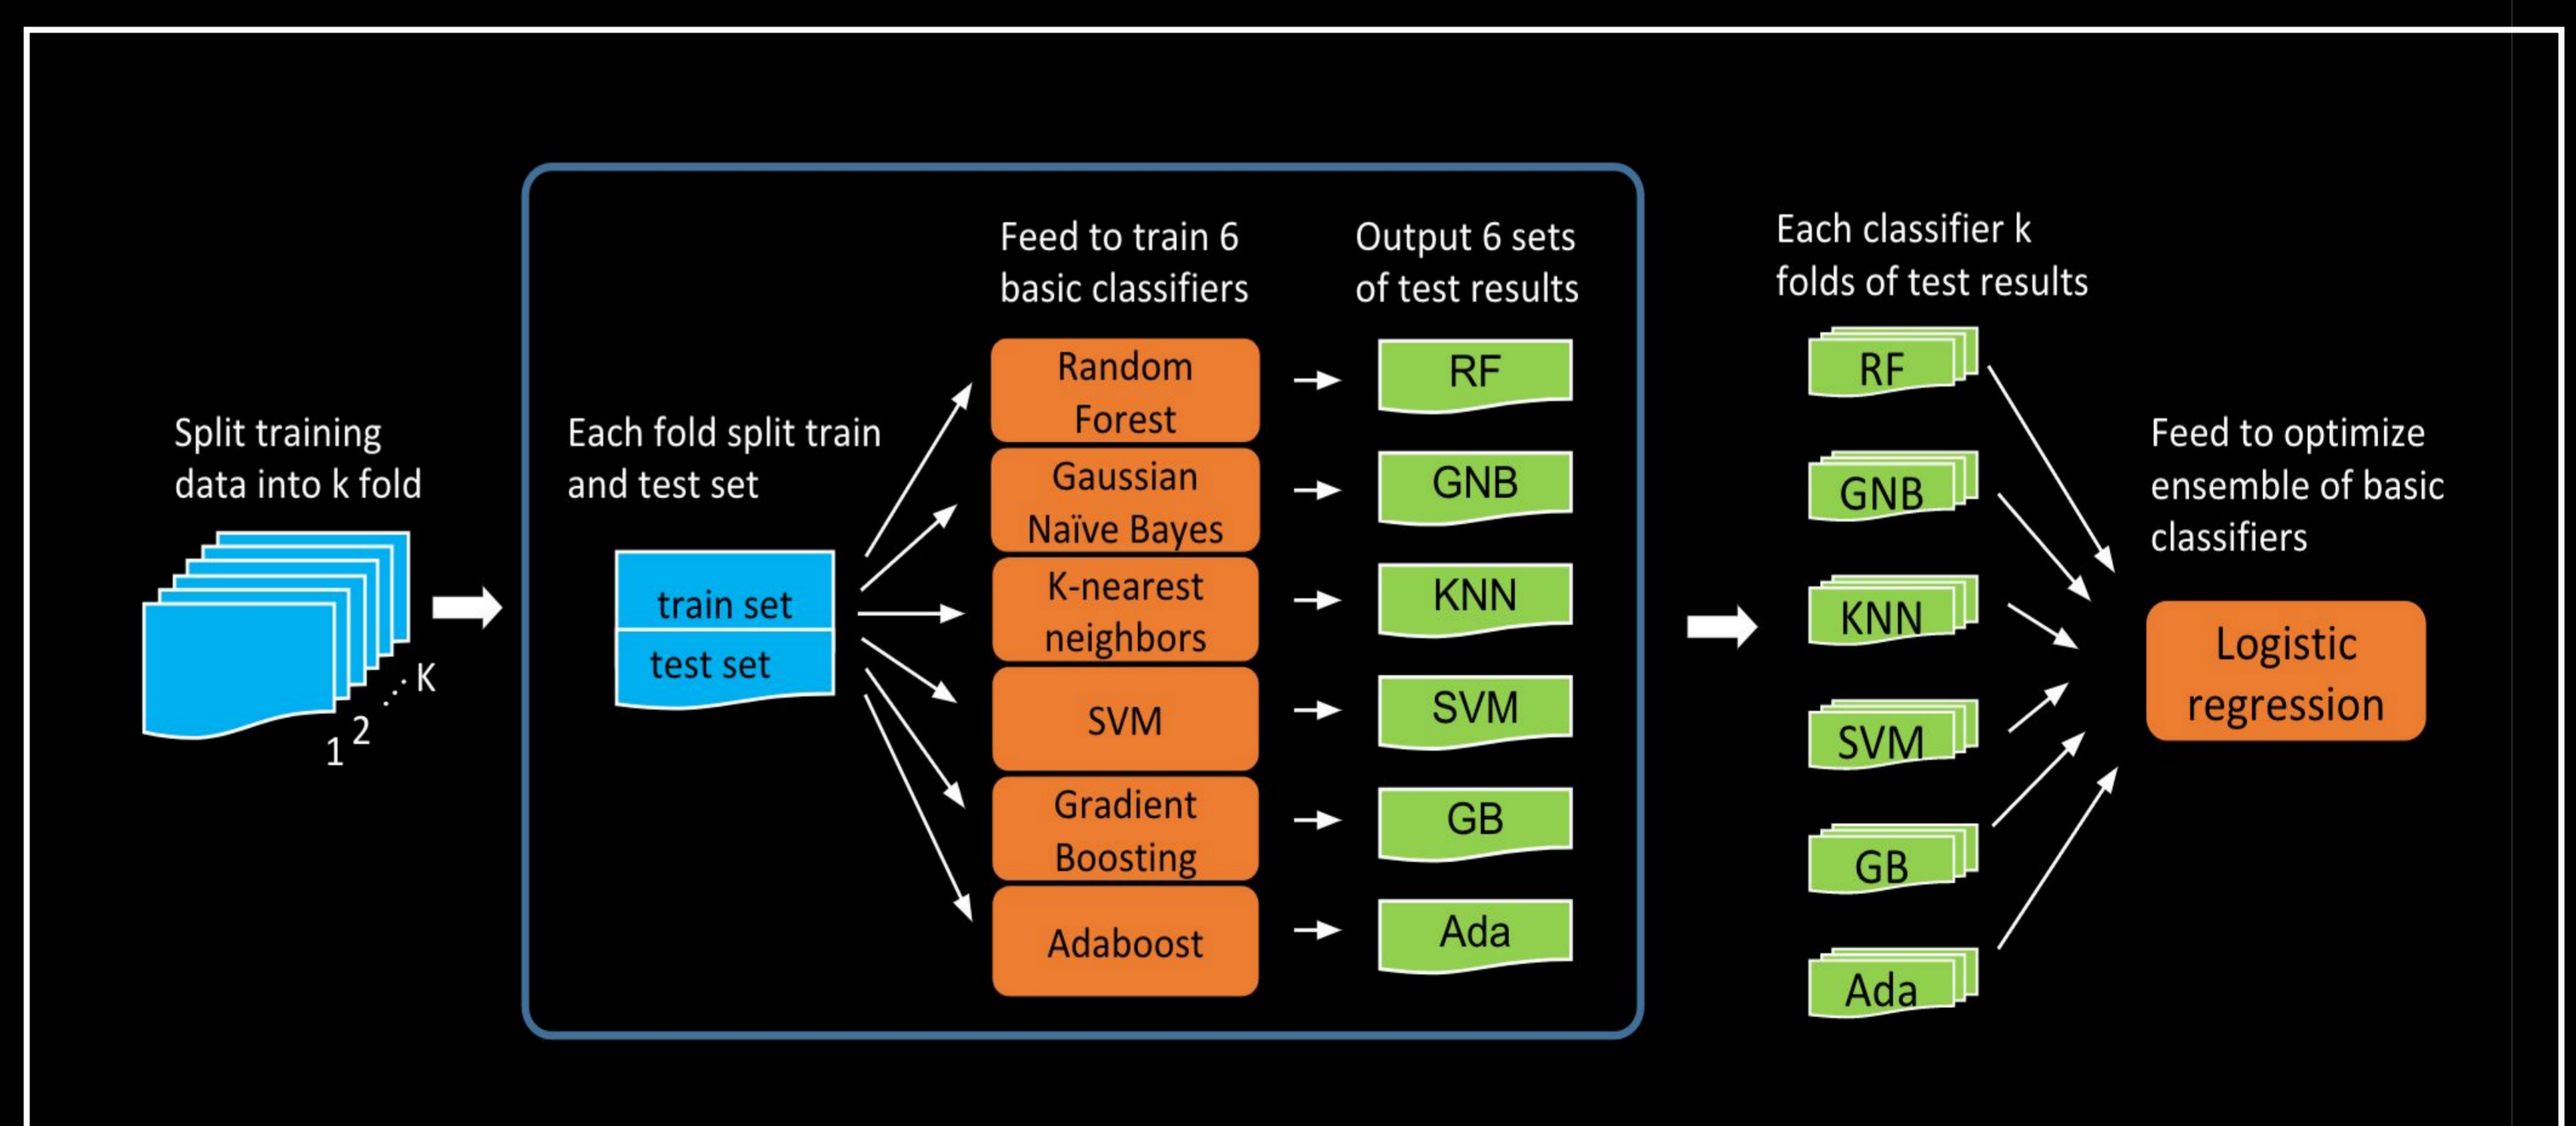 Split training
data into k fold
1
2
K
Each fold split train
and test set
train set
test set
Feed to train 6
basic classifiers
Random
Forest
Gaussian
Naïve Bayes
K-nearest
neighbors
SVM
Gradient
Boosting
Adaboost
Output 6 sets
of test results
RF
GNB
KNN
SVM
GB
Ada
Each classifier k
folds of test results
RF
GNB
KNN
SVM
GB
Ada
Feed to optimize
ensemble of basic
classifiers
Logistic
regression